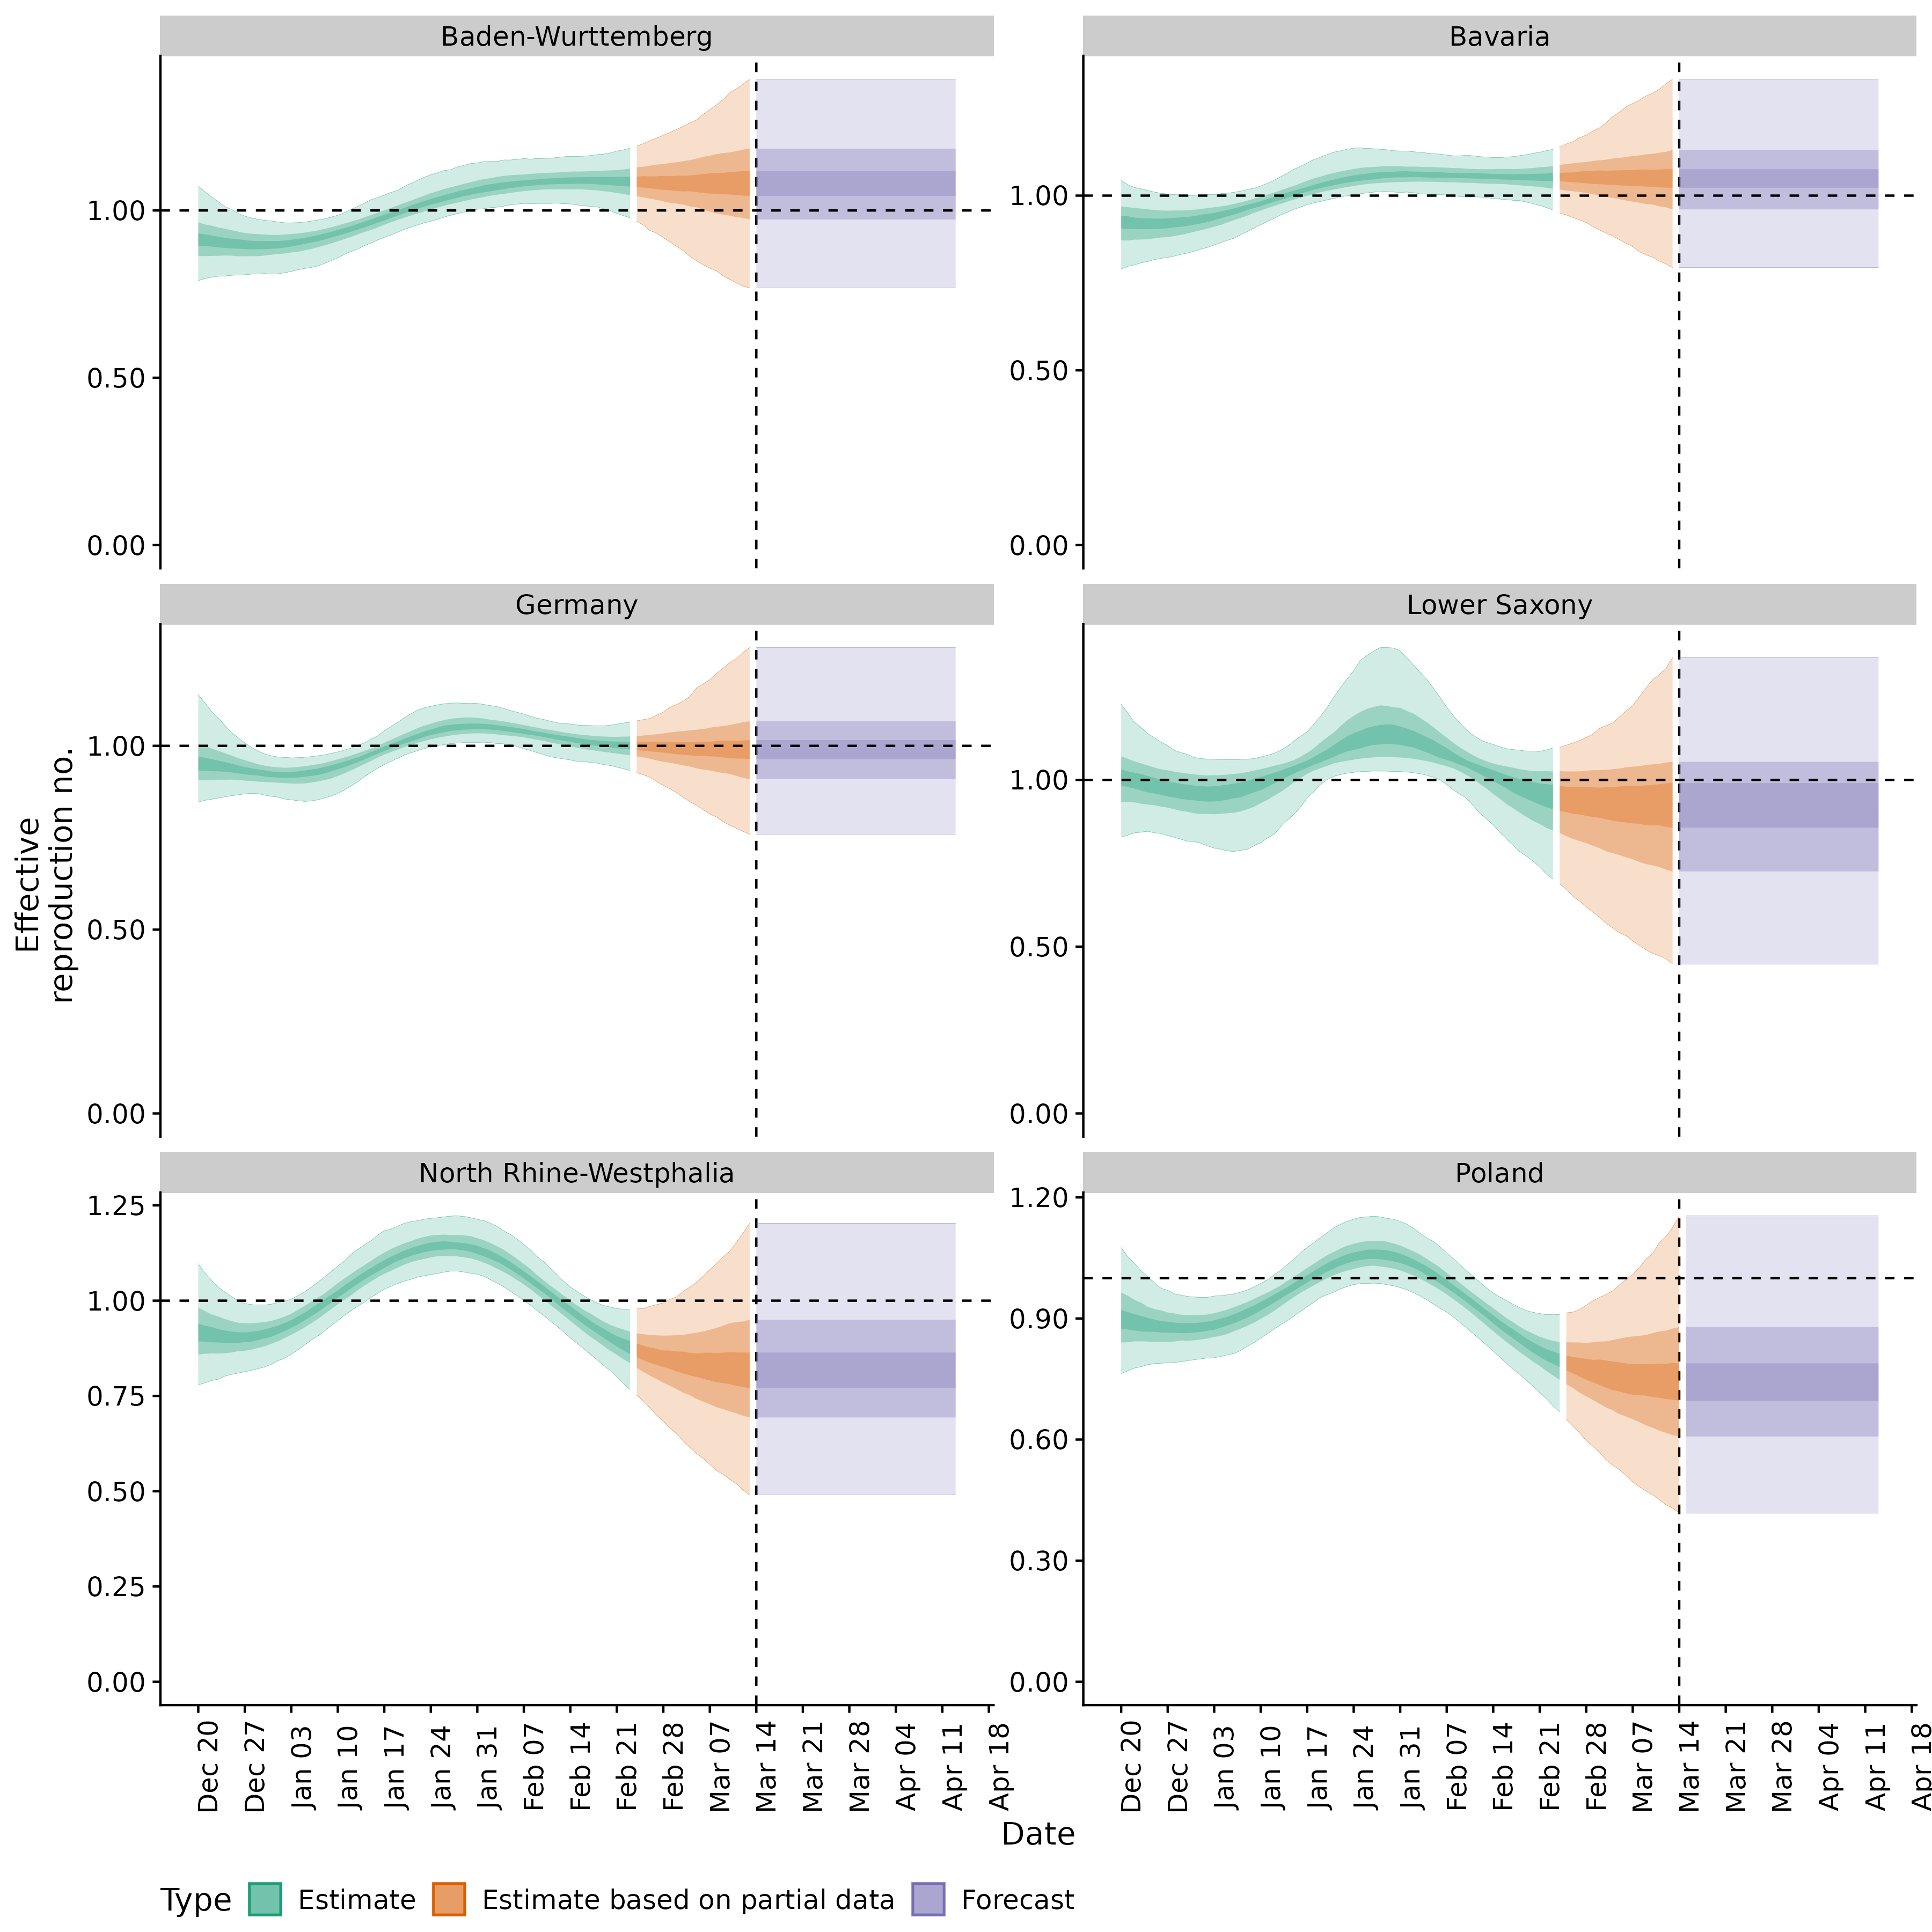 Baden-Wurttemberg
Bavaria
1.00
0.50
0.00
1.00
0.50
0.00
Germany
Lower Saxony
1.00
0.50
0.00
1.00
0.50
0.00
Effective
reproduction no.
North Rhine-Westphalia
Poland
1.25
1.00
0.75
0.50
0.25
0.00
1.20
0.90
0.60
0.30
0.00
Dec 20
Dec 27
Jan 03
Jan 10
Jan 17
Jan 24
Jan 31
Feb 07
Feb 14
Feb 21
Feb 28
Mar 07
Mar 14
Mar 21
Mar 28
Apr 04
Apr 11
Apr 18
Dec 20
Dec 27
Jan 03
Jan 10
Jan 17
Jan 24
Jan 31
Feb 07
Feb 14
Feb 21
Feb 28
Mar 07
Mar 14
Mar 21
Mar 28
Apr 04
Apr 11
Apr 18
Date
Type Estimate Estimate based on partial data Forecast